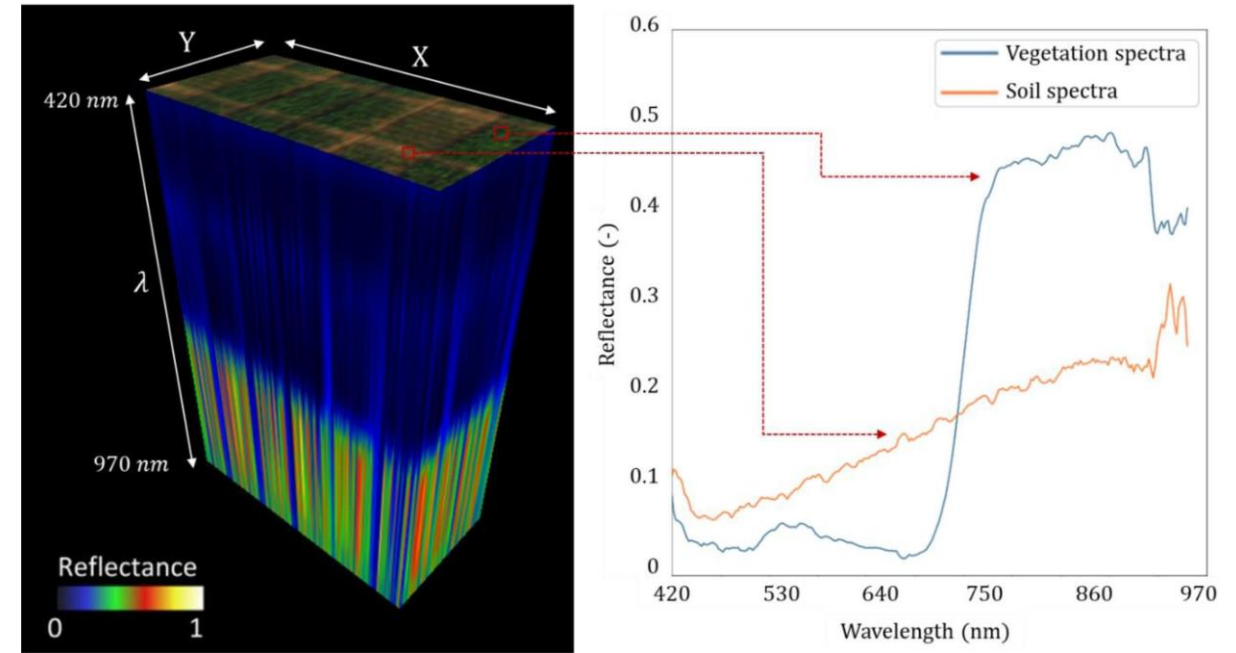 Y
X
420 nm
λ
970 nm
Reflectance
0 1
0.6
0.5
0.4
0.3
0.2
0.1
0
Reflectance (-)
Vegetation spectra
Soil spectra
420 530 640 750 860 970
Wavelength (nm)